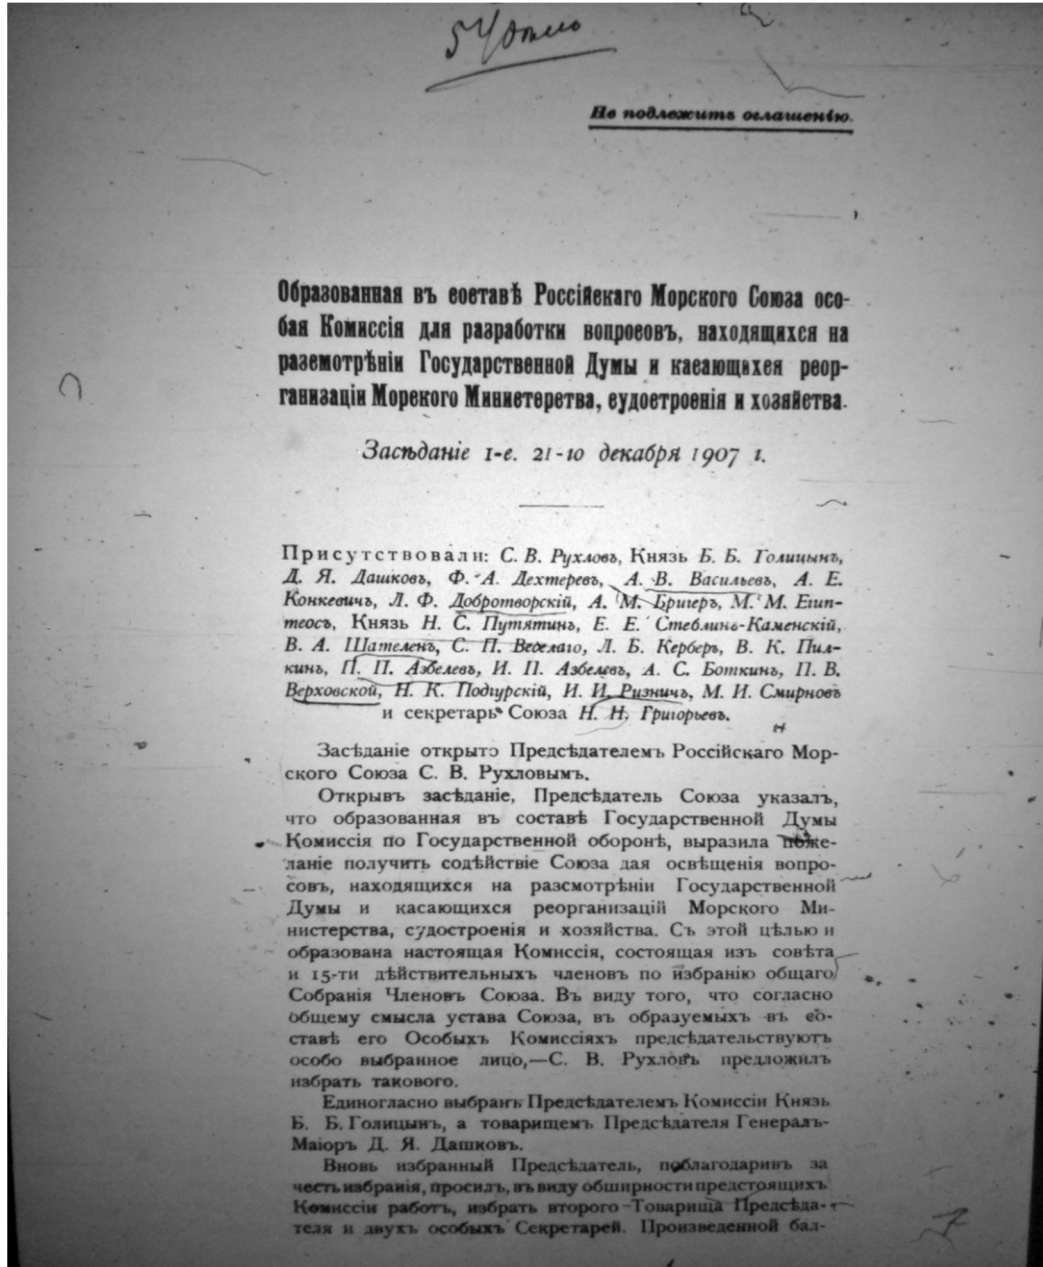 Не подлежитъ оглашенію.
Образованная въ составѣ Россійскаго Морского Союза осо-
бая Комиссія для разработки вопросовъ, находящихся на
разсмотрѣніи Государственной Думы и касающихся реор-
ганизаціи Морского Министерства, судостроенія и хозяйства.
Засѣданіе 1-е. 21-го декабря 1907 г.
Присутствовали: С. В. Рухловъ, Князь Б. Б. Голицынъ,
Д. Я. Дашковъ, Ф. А. Дехтеревъ, А. В. Васильевъ, А. Е.
Конкевичъ, Л. Ф. Добротворскій, А. М. Бригеръ, М. М. Егип-
теосъ, Князь Н. С. Путятинъ, Е. Е. Стеблинъ-Каменскій,
В. А. Шателенъ, С. П. Веселаго, Л. Б. Керберъ, В. К. Пил-
кинъ, П. П. Азбелевъ, И. П. Азбелевъ, А. С. Боткинъ, П. В.
Верховской, Н. К. Подгурскій, И. И. Ризничъ, М. И. Смирновъ
и секретарь Союза Н. Н. Григорьевъ.
Засѣданіе открыто Предсѣдателемъ Россійскаго Мор-
ского Союза С. В. Рухловымъ.
Открывъ засѣданіе, Предсѣдатель Союза указалъ,
что образованная въ составѣ Государственной Думы
Комиссія по Государственной оборонѣ, выразила поже-
ланіе получить содѣйствіе Союза дая освѣщенія вопро-
совъ, находящихся на разсмотрѣніи Государственной
Думы и касающихся реорганизацій Морского Ми-
нистерства, судостроенія и хозяйства. Съ этой цѣлью и
образована настоящая Комиссія, состоящая изъ совѣта
и 15-ти дѣйствительныхъ членовъ по избранію общаго
Собранія Членовъ Союза. Въ виду того, что согласно
общему смысла устава Союза, въ образуемыхъ въ со-
ставѣ его Особыхъ Комиссіяхъ предсѣдательствуютъ
особо выбранное лицо,—С. В. Рухловъ предложилъ
избрать такового.
Единогласно выбранъ Предсѣдателемъ Комиссіи Князь
Б. Б. Голицынъ, а товарищемъ Предсѣдателя Генералъ-
Маіоръ Д. Я. Дашковъ.
Вновь избранный Предсѣдатель, поблагодаривъ за
честь избранія, просилъ, въ виду обширности предстоящихъ
Комиссіи работъ, избрать второго Товарища Предсѣда-
теля и двухъ особыхъ Секретарей. Произведенной бал-